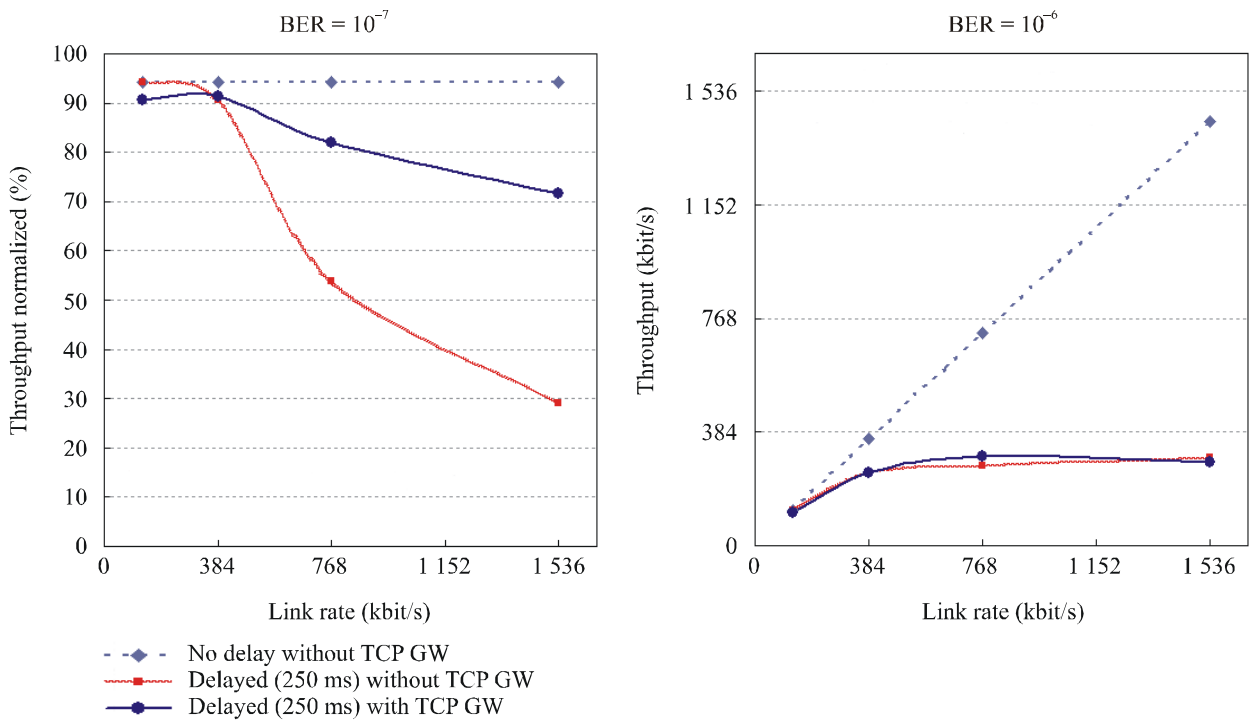 BER = 10⁻⁷
100
90
80
70
60
50
40
30
20
10
0
Throughput normalized (%)
0 384 768 1 152 1 536
Link rate (kbit/s)
BER = 10⁻⁶
1 536
1 152
768
384
0
Throughput (kbit/s)
0 384 768 1 152 1 536
Link rate (kbit/s)
No delay without TCP GW
Delayed (250 ms) without TCP GW
Delayed (250 ms) with TCP GW